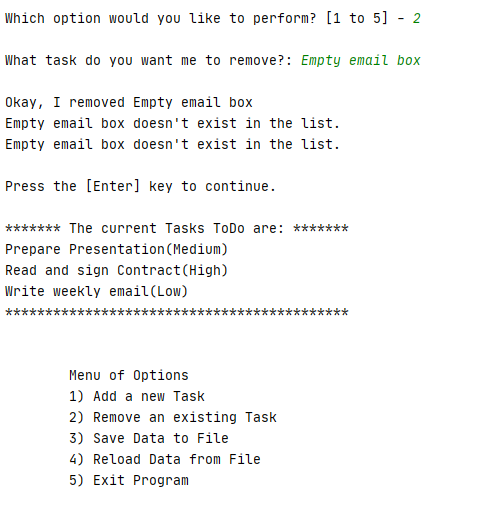 Which option would you like to perform? [1 to 5] - 2
What task do you want me to remove?: Empty email box
Okay, I removed Empty email box
Empty email box doesn't exist in the list.
Empty email box doesn't exist in the list.
Press the [Enter] key to continue.
******* The current Tasks ToDo are: *******
Prepare Presentation(Medium)
Read and sign Contract(High)
Write weekly email(Low)
*******************************************
Menu of Options
1) Add a new Task
2) Remove an existing Task
3) Save Data to File
4) Reload Data from File
5) Exit Program